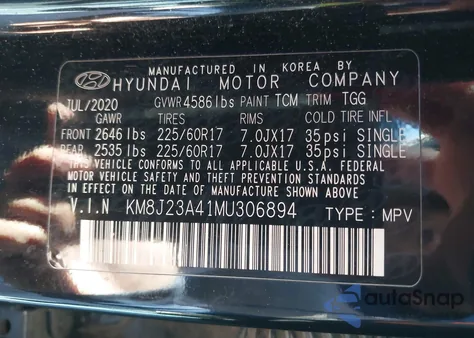 MANUFACTURED IN KOREA BY
HYUNDAI MOTOR COMPANY
JUL/2020 GVWR 4586lbs PAINT TCM TRIM TGG
GAWR TIRES RIMS COLD TIRE INFL
FRONT 2646 lbs 225/60R17 7.0JX17 35psi SINGLE
REAR 2535 lbs 225/60R17 7.0JX17 35psi SINGLE
THIS VEHICLE CONFORMS TO ALL APPLICABLE U.S.A. FEDERAL
MOTOR VEHICLE SAFETY AND THEFT PREVENTION STANDARDS
IN EFFECT ON THE DATE OF MANUFACTURE SHOWN ABOVE.
V.I.N KM8J23A41MU306894 TYPE : MPV
autaSnap